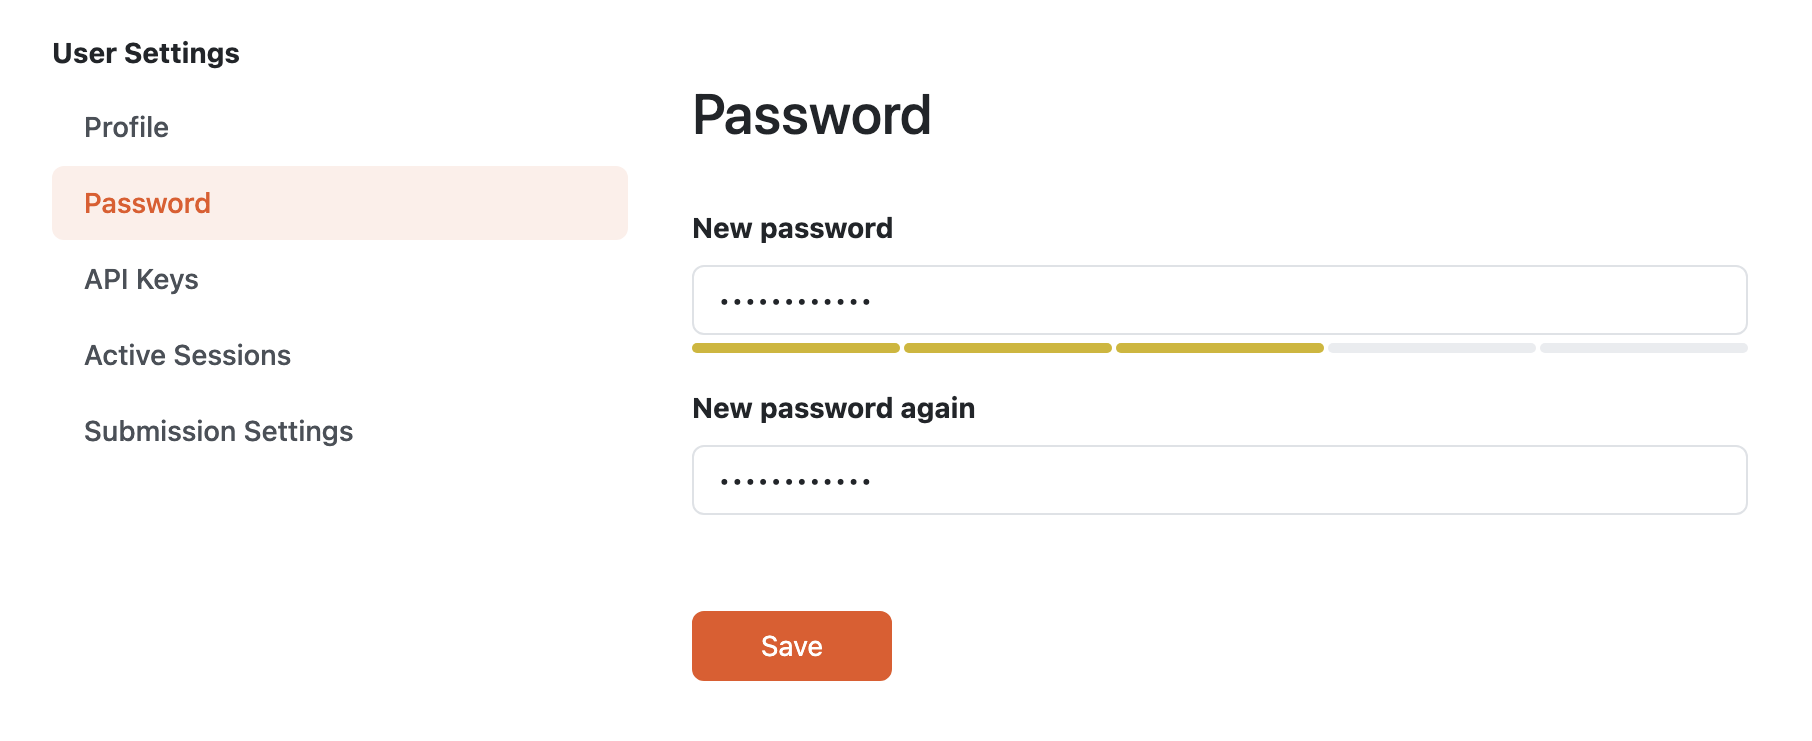 User Settings
Profile
Password
API Keys
Active Sessions
Submission Settings
Password
New password
••••••••••••
New password again
••••••••••••
Save